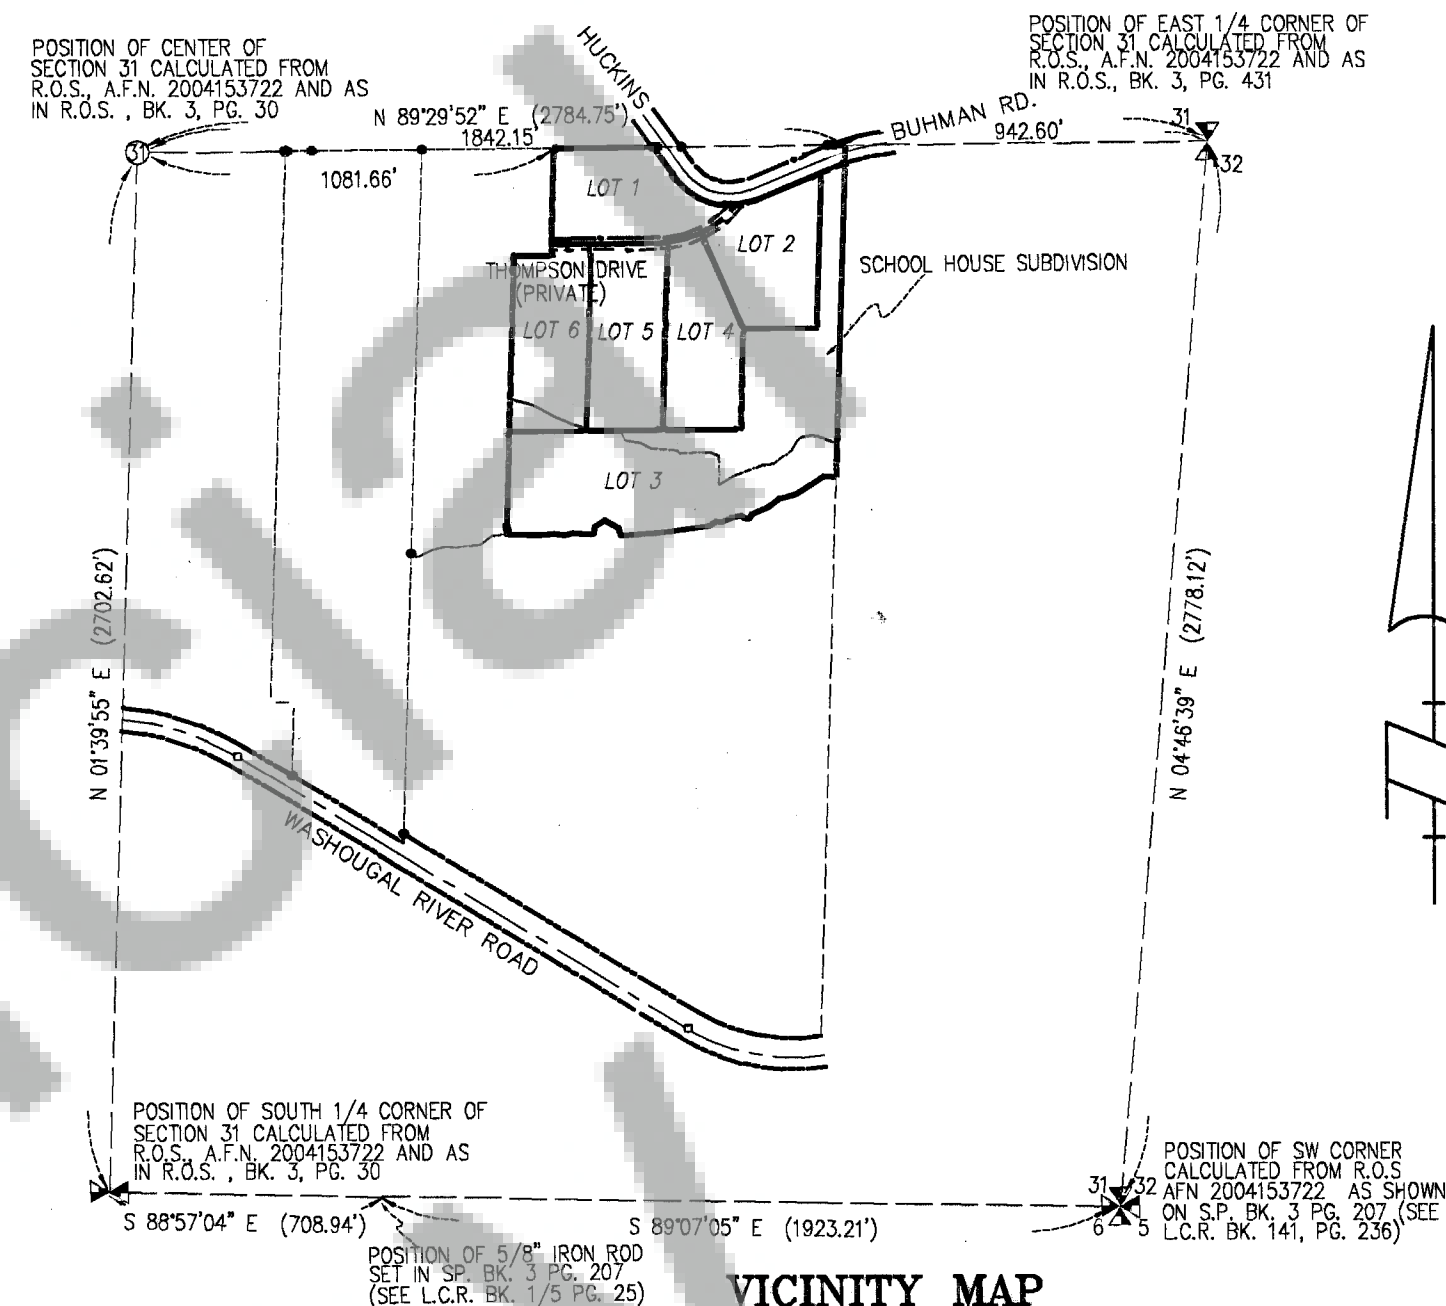 POSITION OF CENTER OF
SECTION 31 CALCULATED FROM
R.O.S., A.F.N. 2004153722 AND AS
IN R.O.S. , BK. 3, PG. 30
POSITION OF EAST 1/4 CORNER OF
SECTION 31 CALCULATED FROM
R.O.S., A.F.N. 2004153722 AND AS
IN R.O.S., BK. 3, PG. 431
HUCKINS
BUHMAN RD.
N 89°29'52" E (2784.75')
1842.15'
942.60'
31
32
31
1081.66'
LOT 1
LOT 2
SCHOOL HOUSE SUBDIVISION
THOMPSON DRIVE
(PRIVATE)
LOT 6
LOT 5
LOT 4
LOT 3
N 01°39'55" E (2702.62')
N 04°46'39" E (2778.12')
WASHOUGAL RIVER ROAD
POSITION OF SOUTH 1/4 CORNER OF
SECTION 31 CALCULATED FROM
R.O.S., A.F.N. 2004153722 AND AS
IN R.O.S. , BK. 3, PG. 30
POSITION OF SW CORNER
CALCULATED FROM R.O.S
AFN 2004153722 AS SHOWN
ON S.P. BK. 3 PG. 207 (SEE
L.C.R. BK. 141, PG. 236)
31 32
6 5
S 88°57'04" E (708.94')
S 89°07'05" E (1923.21')
POSITION OF 5/8" IRON ROD
SET IN SP. BK. 3 PG. 207
(SEE L.C.R. BK. 1/5 PG. 25)
VICINITY MAP